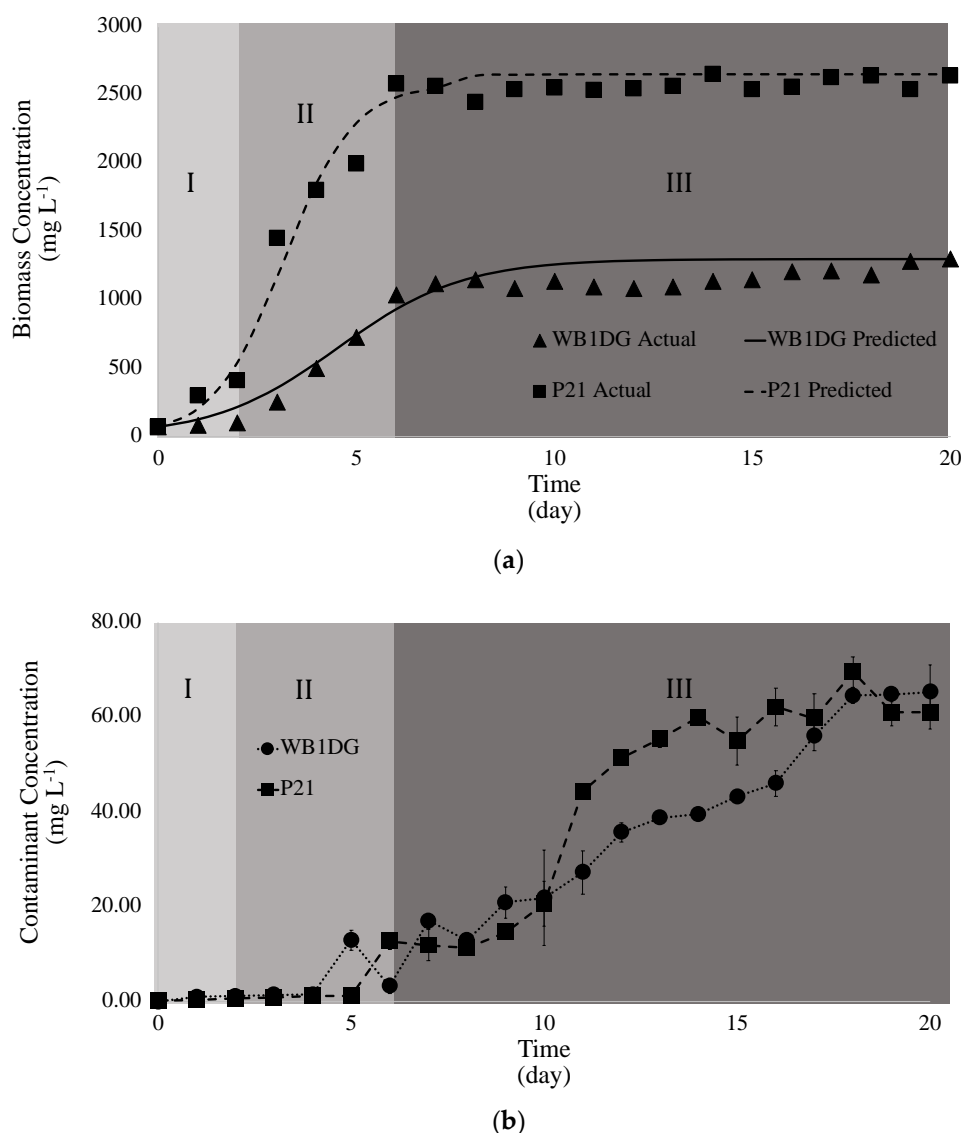 3000
2500
2000
1500
1000
500
0
Biomass Concentration
(mg L-1)
I
II
III
WB1DG Actual
WB1DG Predicted
P21 Actual
P21 Predicted
0
5
10
15
20
Time
(day)
(a)
80.00
60.00
40.00
20.00
0.00
Contaminant Concentration
(mg L-1)
I
II
III
WB1DG
P21
0
5
10
15
20
Time
(day)
(b)